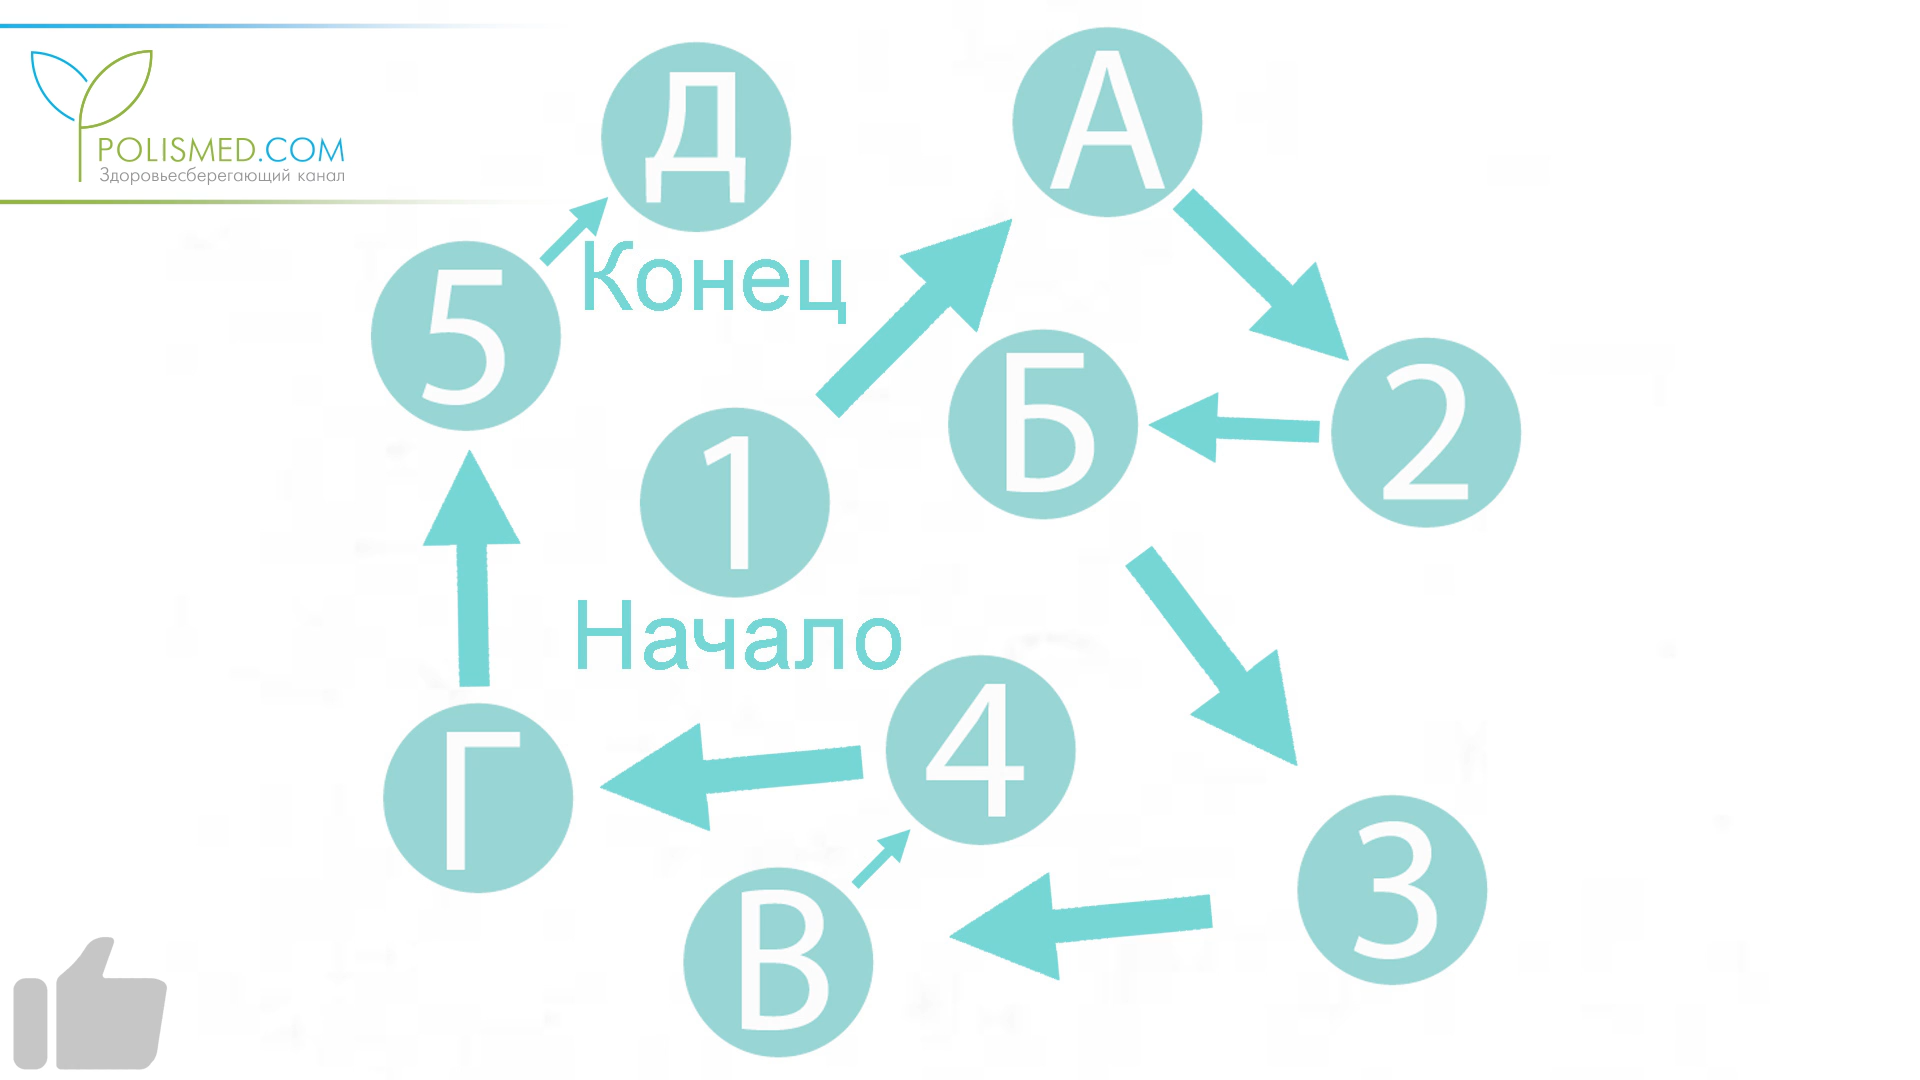 POLISMED.COM
Здоровьесберегающий канал
Д
А
Конец
5
Б
2
1
Начало
4
Г
3
В